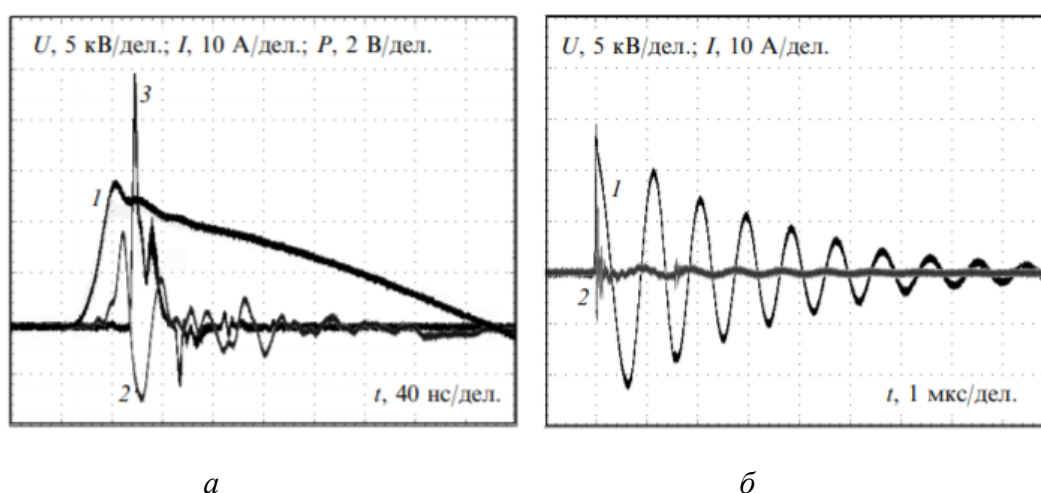 U, 5 кВ/дел.; I, 10 А/дел.; P, 2 В/дел.
3
1
2
t, 40 нс/дел.
U, 5 кВ/дел.; I, 10 А/дел.
1
2
t, 1 мкс/дел.
а
б